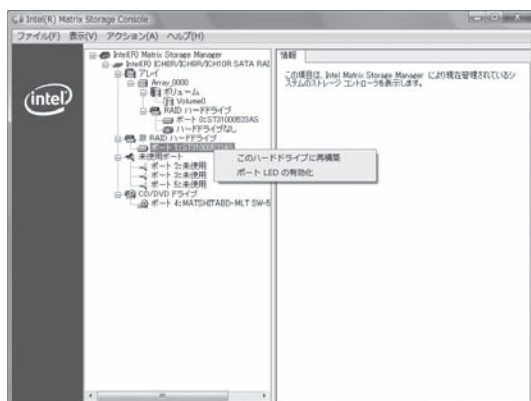 Intel(R) Matrix Storage Console
ファイル(F) 表示(V) アクション(A) ヘルプ(H)
intel
Intel(R) Matrix Storage Manager
Intel(R) ICH8R/ICH9R/ICH10R SATA RAI
アレイ
Array_0000
ボリューム
Volume0
RAID ハードドライブ
ポート 0:ST31000523AS
ハードドライブなし
非 RAID ハードドライブ
ポート 1:ST31000523AS
未使用ポート
ポート 2:未使用
ポート 3:未使用
ポート 5:未使用
CD/DVD ドライブ
ポート 4:MATSHITABD-MLT SW-5
このハードドライブに再構築
ポート LED の有効化
情報
この項目は、Intel Matrix Storage Manager により現在管理されているシ
ステムのストレージ コントローラを表示します。